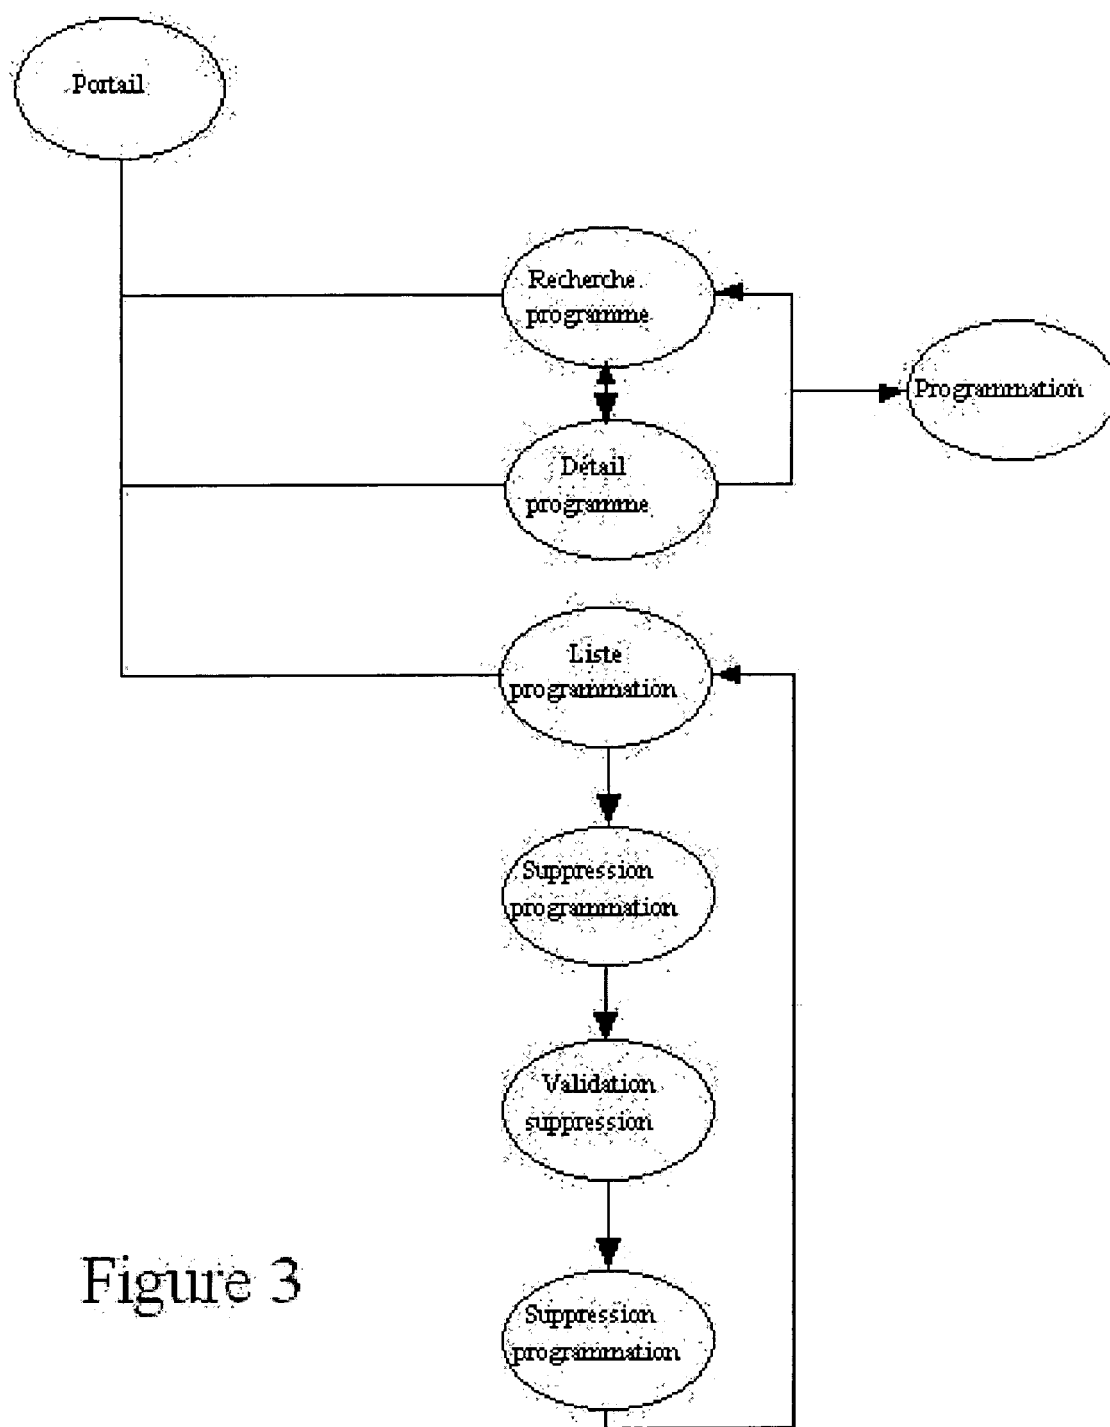 Portail
Recherche.
programme
Programmation
Détail
programme
Liste
programmation
Suppression
programmation
Validation
suppression
Suppression
programmation
Figure 3